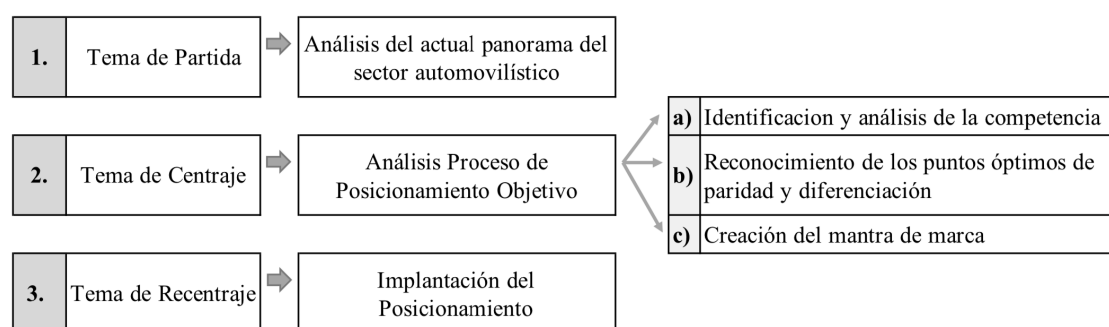 1.
Tema de Partida
Análisis del actual panorama del
sector automovilístico
2.
Tema de Centraje
Análisis Proceso de
Posicionamiento Objetivo
a)
Identificacion y análisis de la competencia
b)
Reconocimiento de los puntos óptimos de
paridad y diferenciación
c)
Creación del mantra de marca
3.
Tema de Recentraje
Implantación del
Posicionamiento